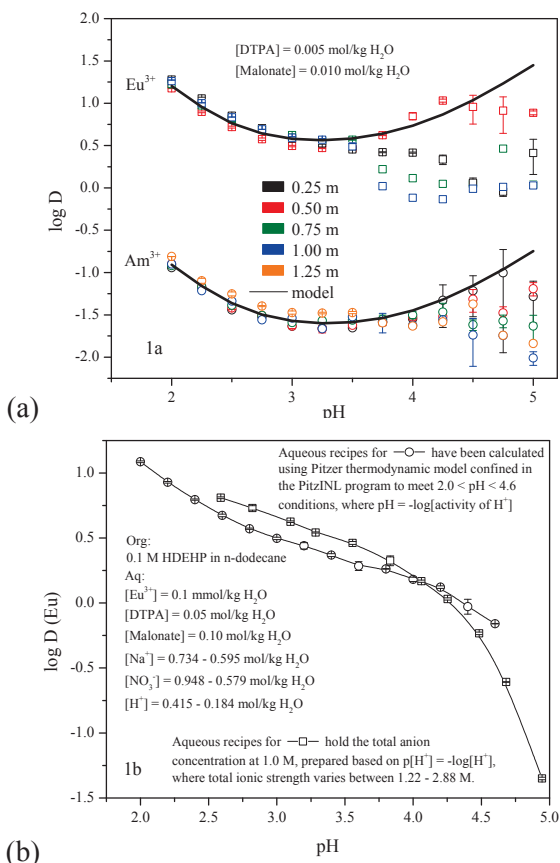 (a)
2.0
1.5
1.0
0.5
0.0
-0.5
-1.0
-1.5
-2.0
log D
[DTPA] = 0.005 mol/kg H₂O
[Malonate] = 0.010 mol/kg H₂O
Eu³⁺
0.25 m
0.50 m
0.75 m
1.00 m
1.25 m
model
Am³⁺
1a
2 3 4 5
pH
(b)
1.0
0.5
0.0
-0.5
-1.0
-1.5
log D (Eu)
Aqueous recipes for have been calculated
using Pitzer thermodynamic model confined in
the PitzINL program to meet 2.0 < pH < 4.6
conditions, where pH = -log[activity of H⁺]
Org:
0.1 M HDEHP in n-dodecane
Aq:
[Eu³⁺] = 0.1 mmol/kg H₂O
[DTPA] = 0.05 mol/kg H₂O
[Malonate] = 0.10 mol/kg H₂O
[Na⁺] = 0.734 - 0.595 mol/kg H₂O
[NO₃⁻] = 0.948 - 0.579 mol/kg H₂O
[H⁺] = 0.415 - 0.184 mol/kg H₂O
Aqueous recipes for hold the total anion
concentration at 1.0 M, prepared based on p[H⁺] = -log[H⁺],
where total ionic strength varies between 1.22 - 2.88 M.
1b
2.0 2.5 3.0 3.5 4.0 4.5 5.0
pH